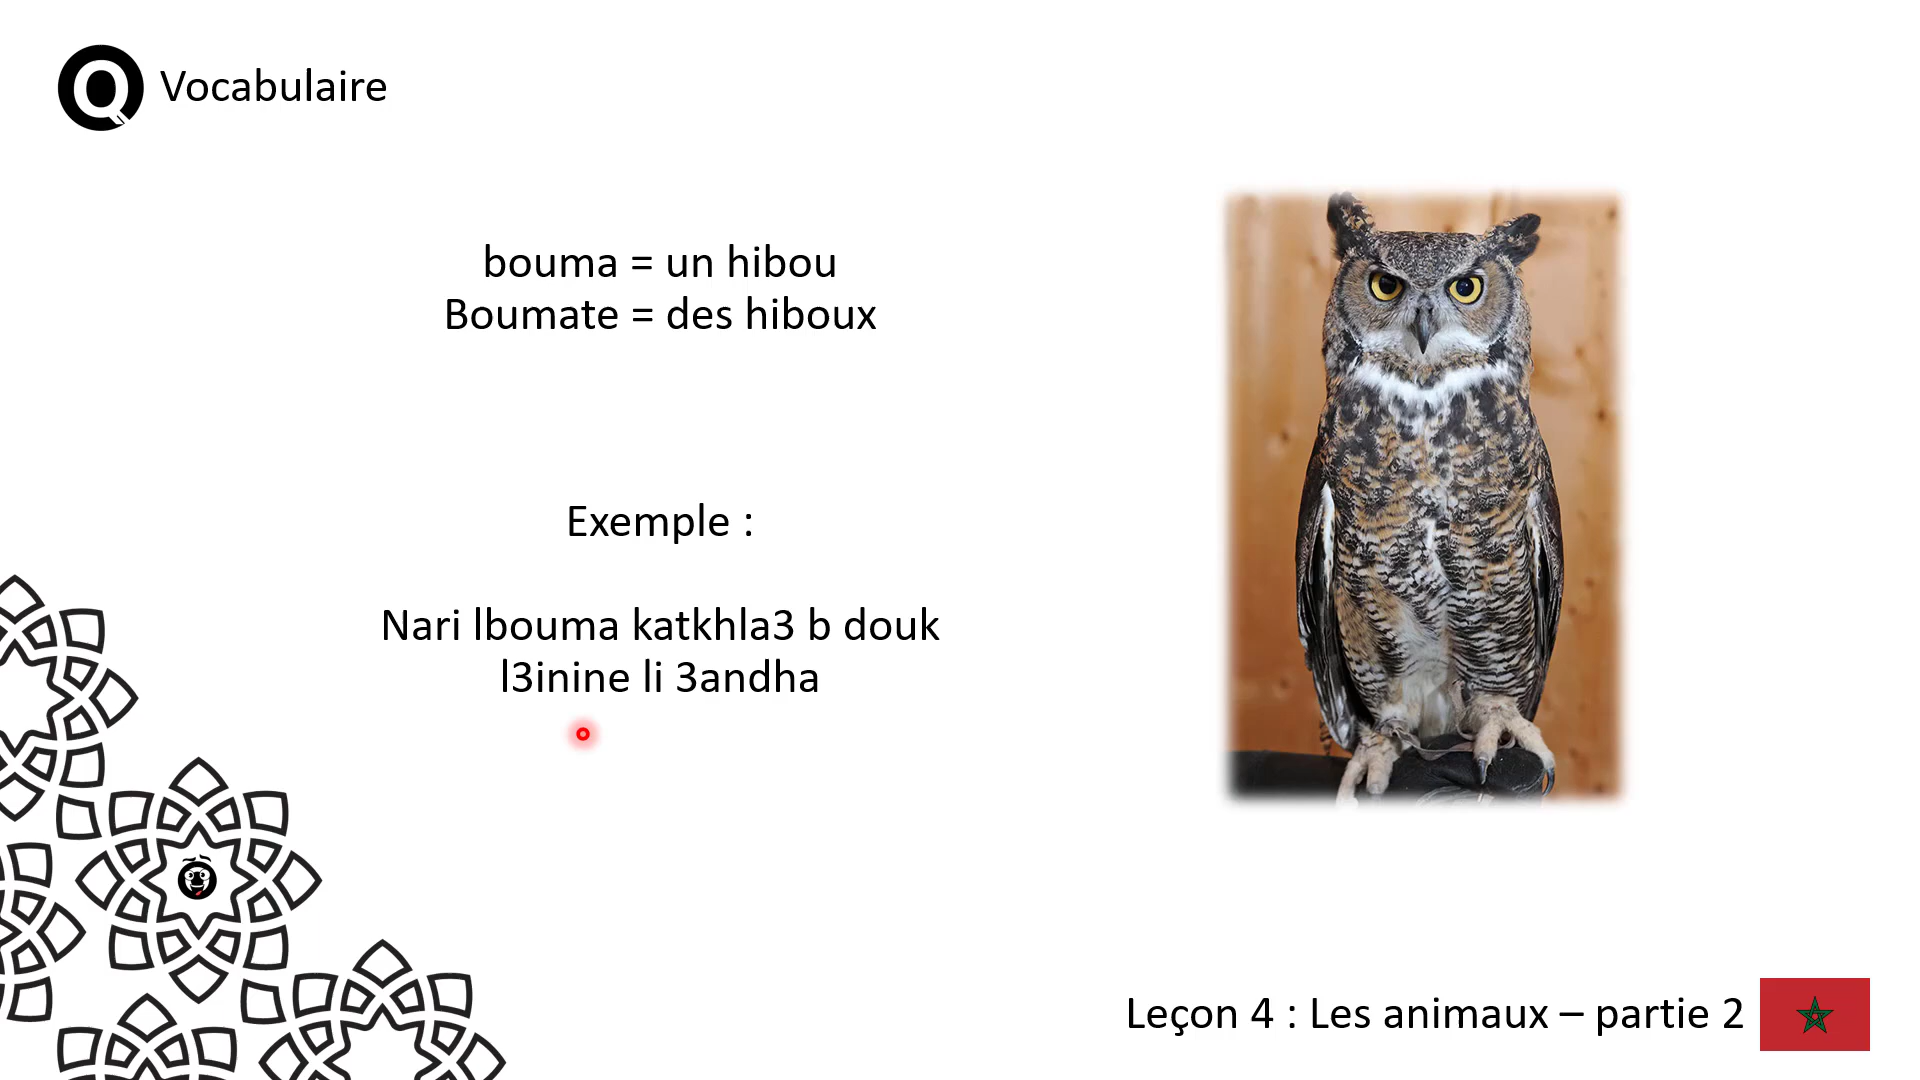 Q Vocabulaire
bouma = un hibou
Boumate = des hiboux
Exemple :
Nari lbouma katkhla3 b douk
l3inine li 3andha
Leçon 4 : Les animaux – partie 2